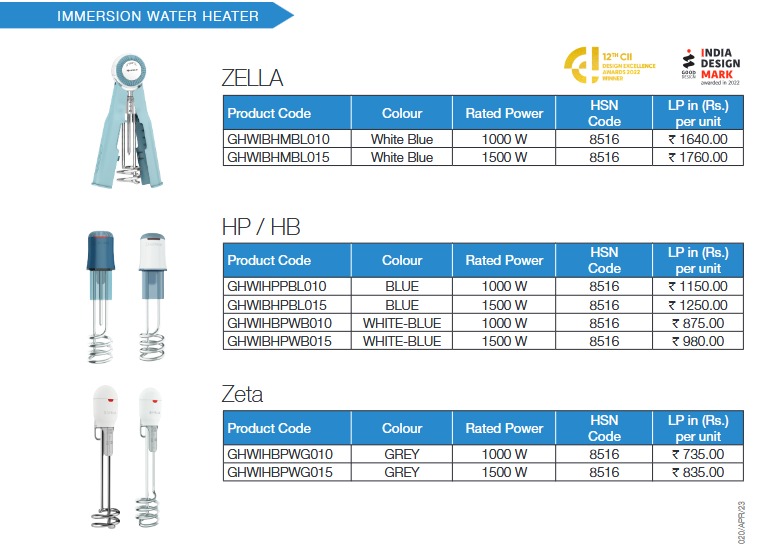 IMMERSION WATER HEATER
12TH CII
DESIGN EXCELLENCE
AWARDS 2022
WINNER
GOOD
DESIGN
INDIA
DESIGN
MARK
awarded in 2022
ZELLA
Product Code Colour Rated Power HSN Code LP in (Rs.) per unit
GHWIBHMBL010 White Blue 1000 W 8516 ₹ 1640.00
GHWIBHMBL015 White Blue 1500 W 8516 ₹ 1760.00
HP / HB
Product Code Colour Rated Power HSN Code LP in (Rs.) per unit
GHWIHPPBL010 BLUE 1000 W 8516 ₹ 1150.00
GHWIHPPBL015 BLUE 1500 W 8516 ₹ 1250.00
GHWIHBPWB010 WHITE-BLUE 1000 W 8516 ₹ 875.00
GHWIBHPWB015 WHITE-BLUE 1500 W 8516 ₹ 980.00
Zeta
Product Code Colour Rated Power HSN Code LP in (Rs.) per unit
GHWIHBPWG010 GREY 1000 W 8516 ₹ 735.00
GHWIHBPWG015 GREY 1500 W 8516 ₹ 835.00
020/APR/23